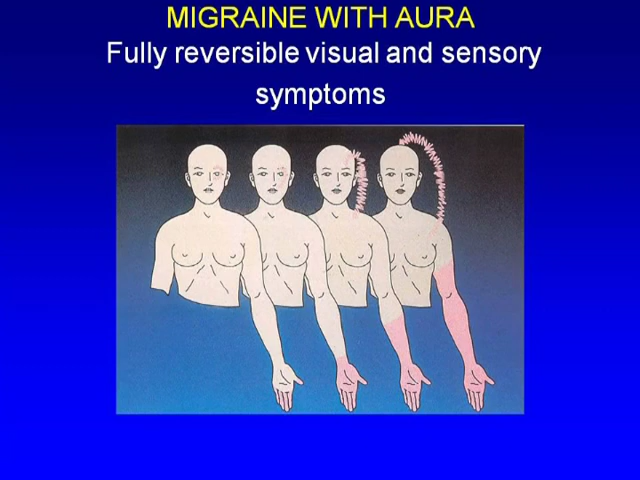 MIGRAINE WITH AURA
Fully reversible visual and sensory
symptoms